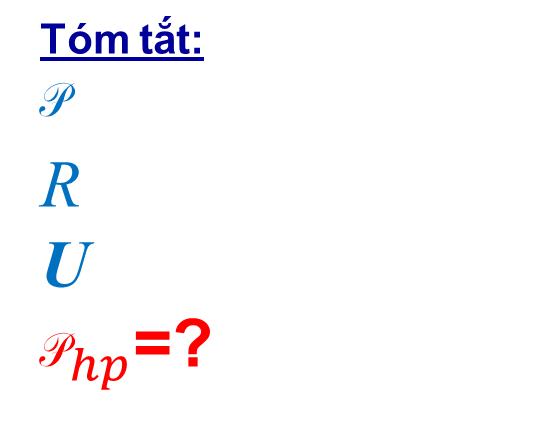 Tóm tắt:
𝒫
R
U
𝒫hp=?